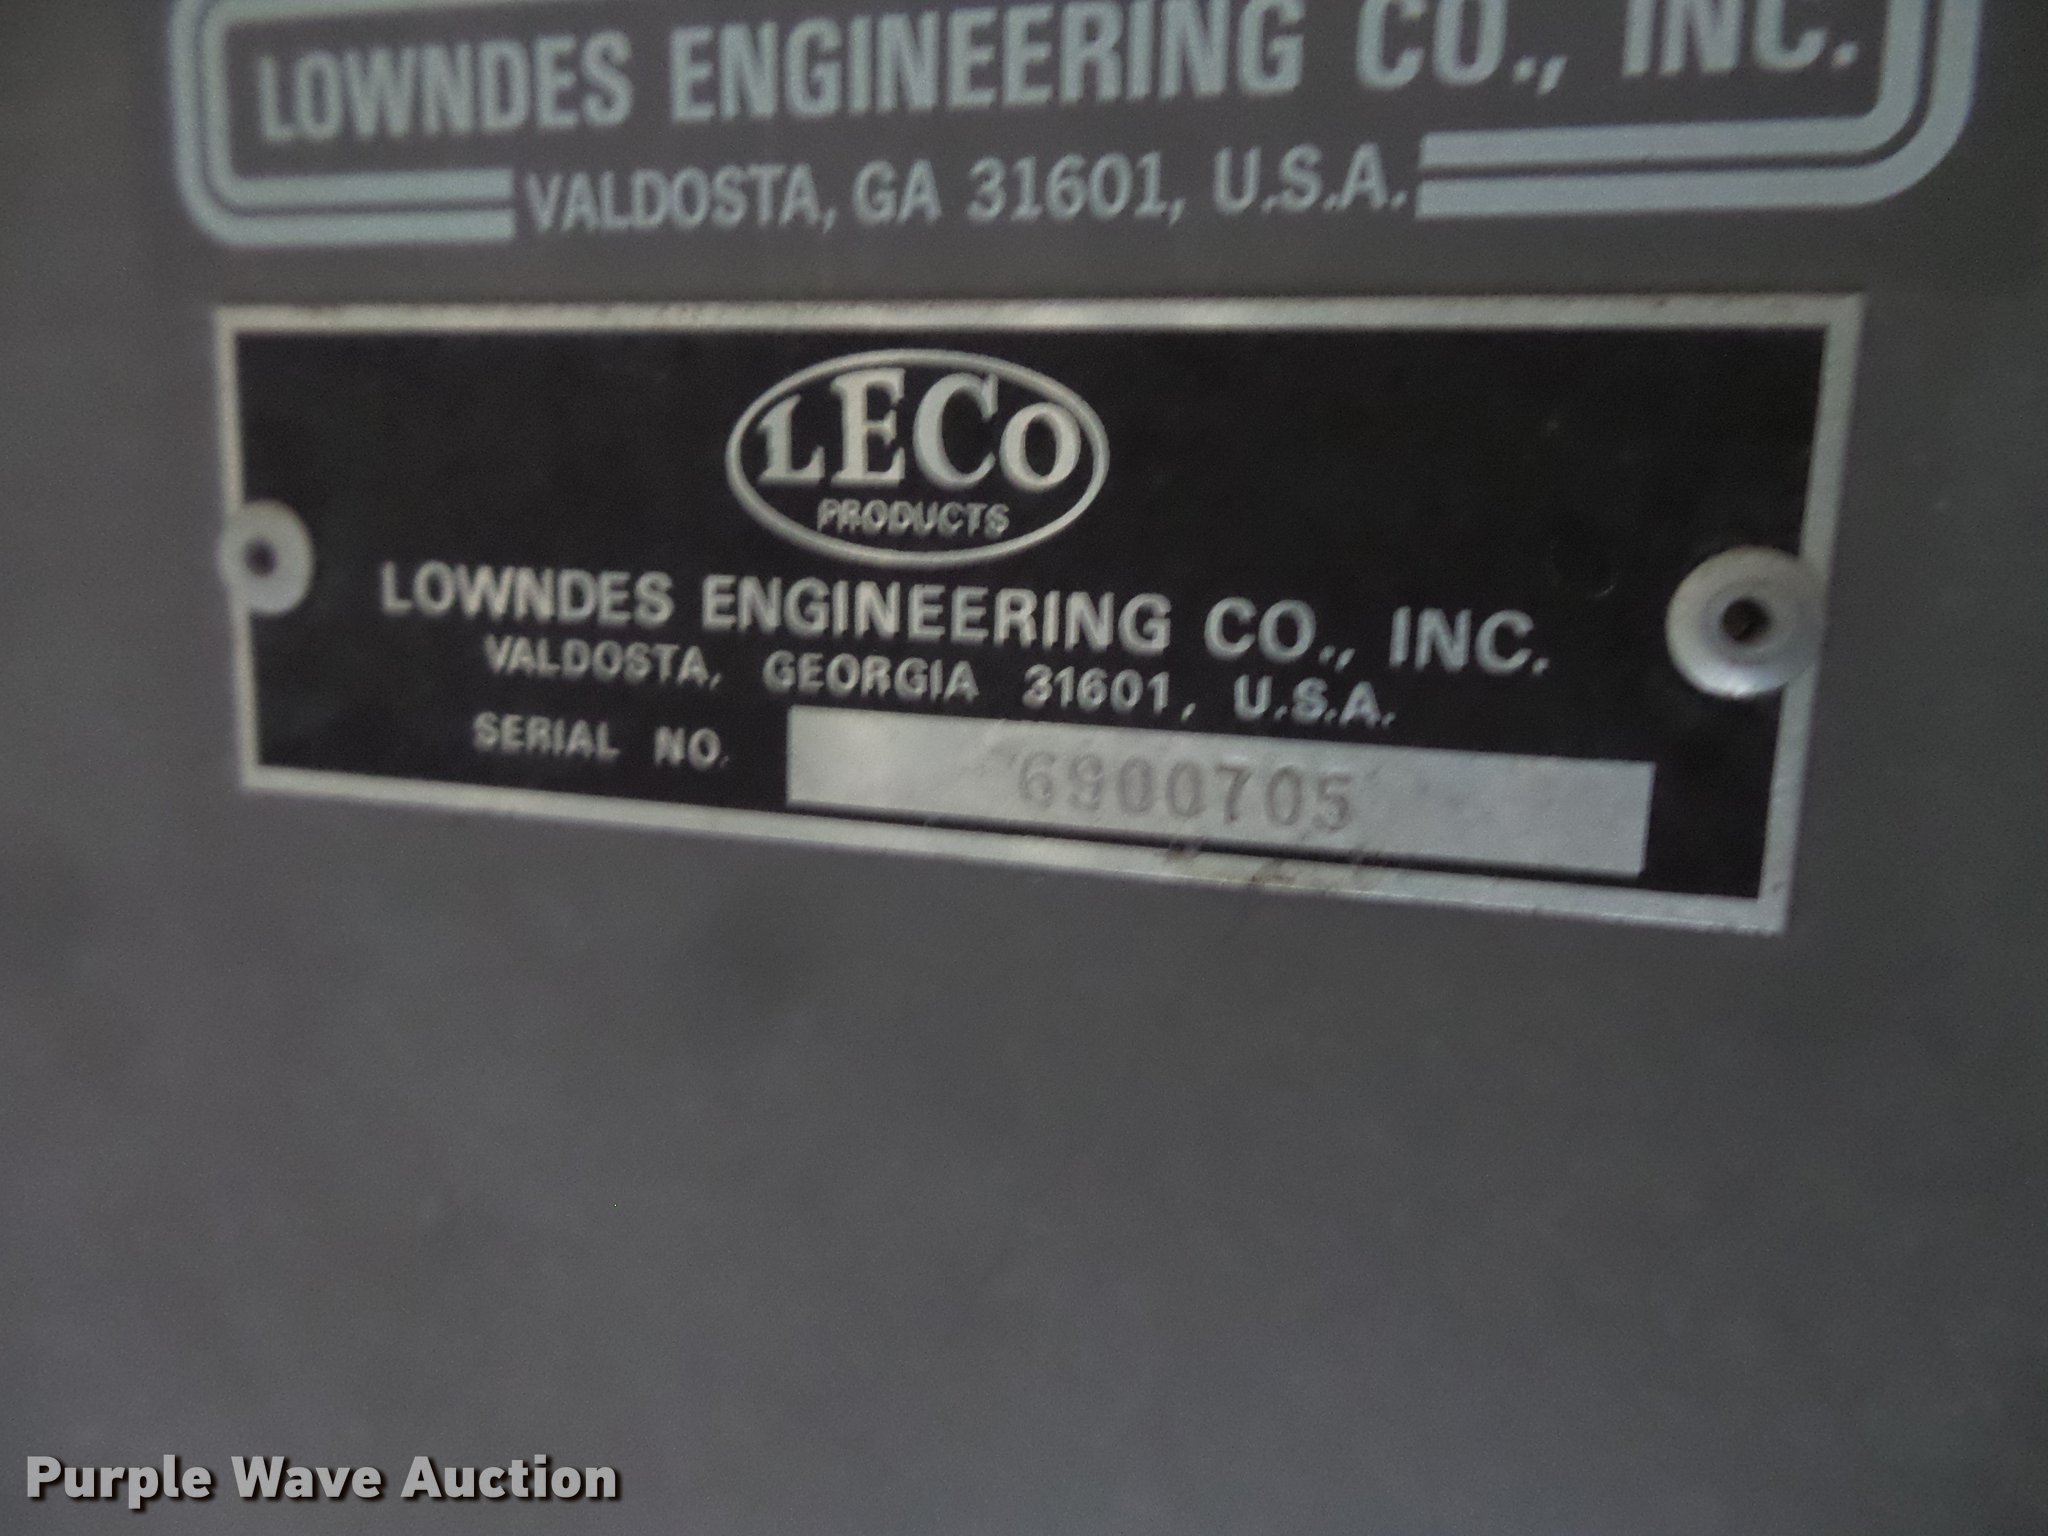 LOWNDES ENGINEERING CO., INC.
VALDOSTA, GA 31601, U.S.A.
LECO
PRODUCTS
LOWNDES ENGINEERING CO., INC.
VALDOSTA, GEORGIA 31601, U.S.A.
SERIAL NO. 6900705
Purple Wave Auction